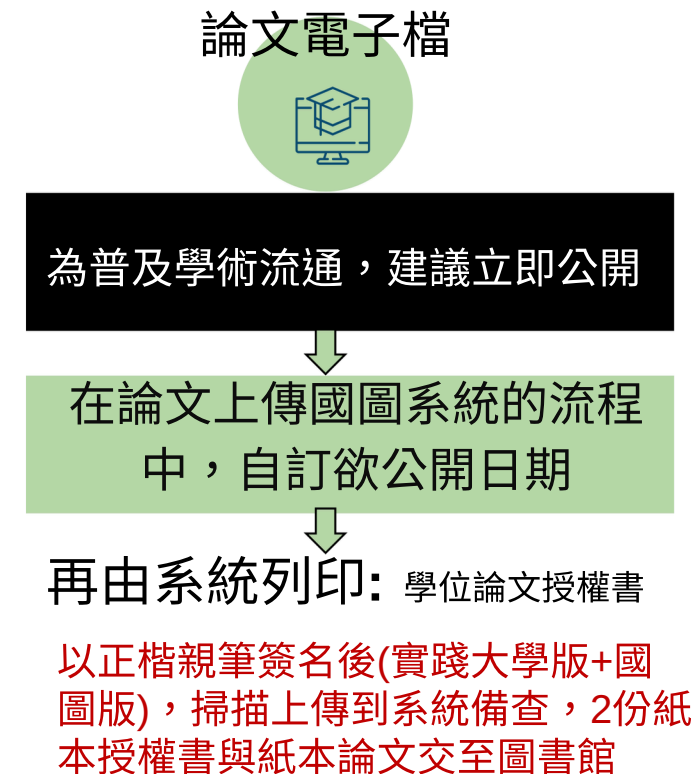 論文電子檔
為普及學術流通，建議立即公開
在論文上傳國圖系統的流程
中，自訂欲公開日期
再由系統列印: 學位論文授權書
以正楷親筆簽名後(實踐大學版+國
圖版)，掃描上傳到系統備查，2份紙
本授權書與紙本論文交至圖書館